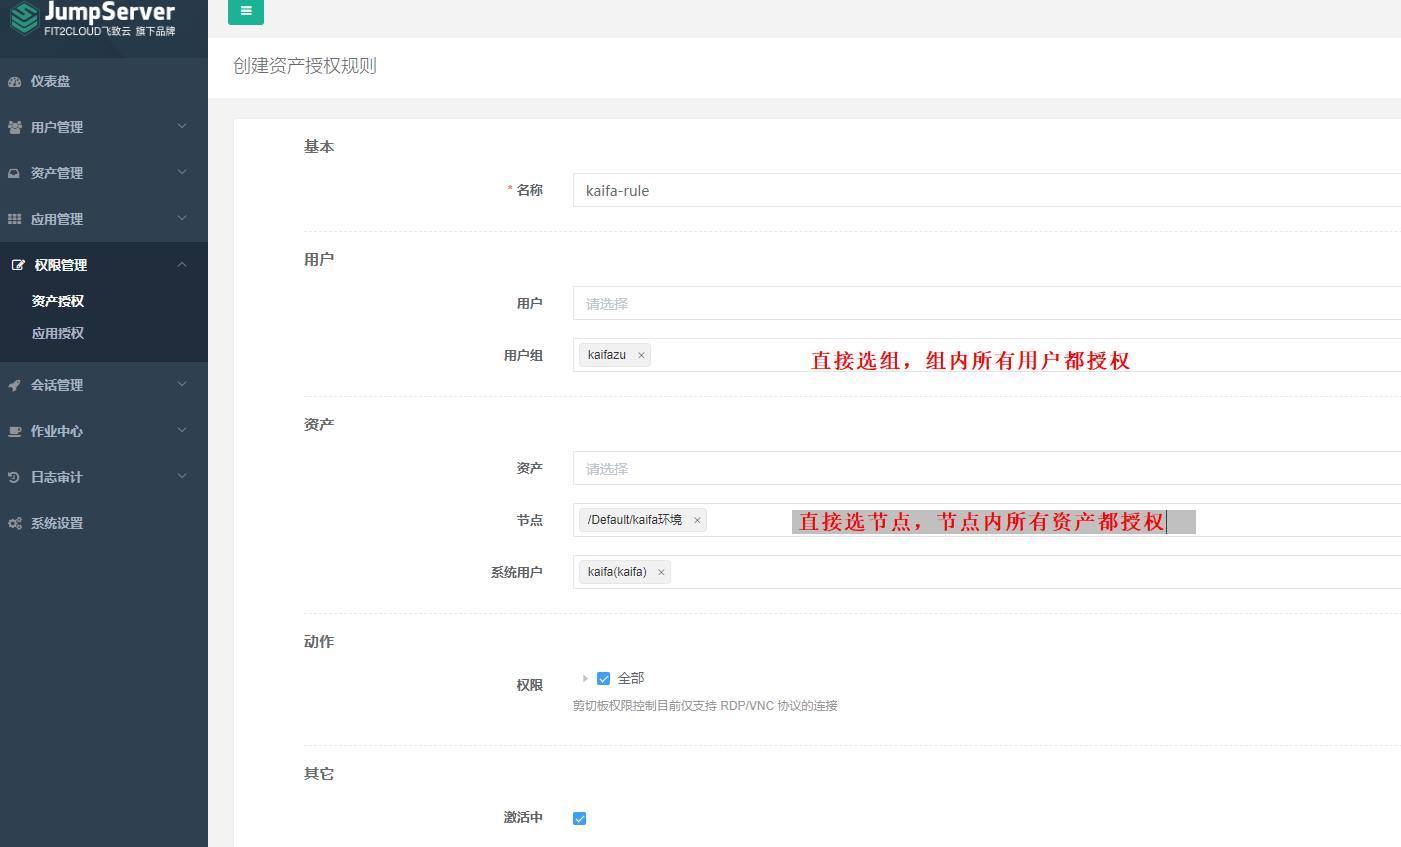 JumpServer
FIT2CLOUD飞致云 旗下品牌
仪表盘
用户管理
资产管理
应用管理
权限管理
资产授权
应用授权
会话管理
作业中心
日志审计
系统设置
创建资产授权规则
基本
* 名称 kaifa-rule
用户
用户 请选择
用户组 kaifazu × 直接选组，组内所有用户都授权
资产
资产 请选择
节点 /Default/kaifa环境 × 直接选节点，节点内所有资产都授权
系统用户 kaifa(kaifa) ×
动作
权限 全部
剪切板权限控制目前仅支持 RDP/VNC 协议的连接
其它
激活中